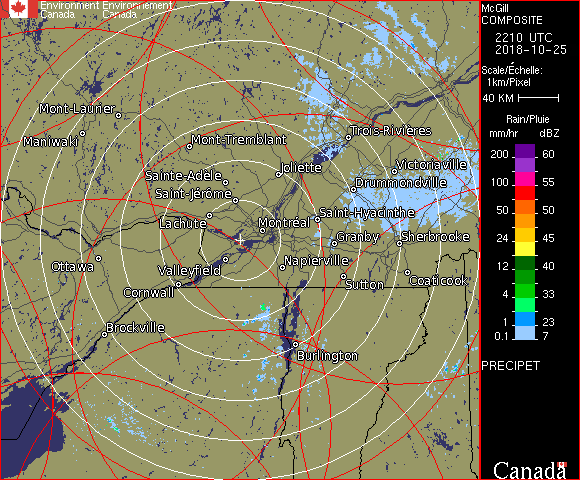 Environment Environnement
Canada Canada
McGill
COMPOSITE
2210 UTC
2018-10-25
Scale/Échelle:
1km/Pixel
40 KM
Rain/Pluie
mm/hr dBZ
200 60
100 55
50 50
24 45
12 40
4 33
1 23
0.1 7
PRECIPET
Canada
Mont-Laurier
Maniwaki
Mont-Tremblant
Trois-Rivières
Victoriaville
Joliette
Sainte-Adèle
Drummondville
Saint-Jérôme
Saint-Hyacinthe
Lachute
Montréal
Granby
Sherbrooke
Ottawa
Valleyfield
Napierville
Cornwall
Sutton
Coaticook
Brockville
Burlington